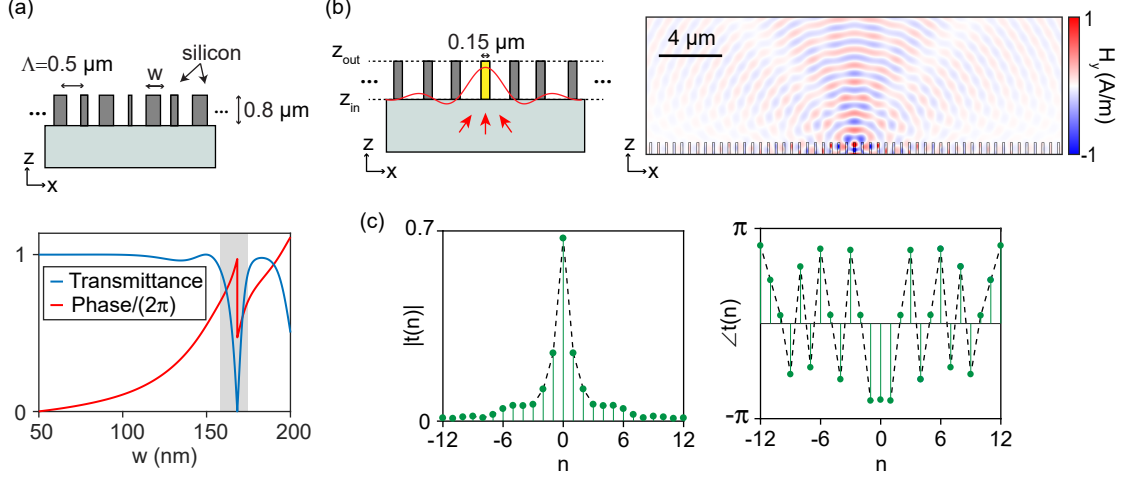 (a)
silicon
Λ=0.5 μm
w
0.8 μm
...
...
z
x
1
Transmittance
Phase/(2π)
0
50
100
150
200
w (nm)
(b)
0.15 μm
z_out
...
...
z_in
z
x
4 μm
z
x
1
H_y (A/m)
-1
(c)
0.7
|t(n)|
0
-12
-6
0
6
12
n
π
∠t(n)
-π
-12
-6
0
6
12
n